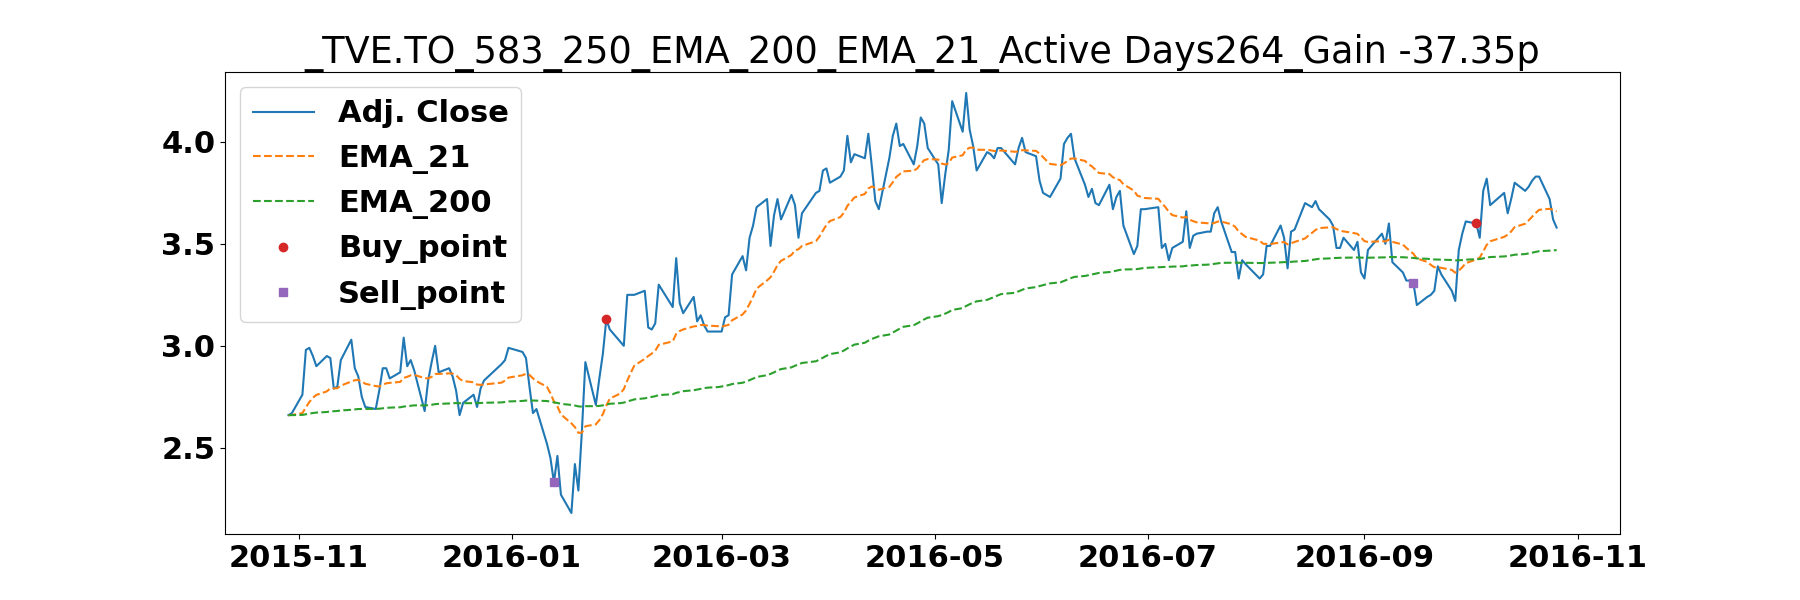 _TVE.TO_583_250_EMA_200_EMA_21_Active Days264_Gain -37.35p
Adj. Close
EMA_21
EMA_200
Buy_point
Sell_point
4.0
3.5
3.0
2.5
2015-11 2016-01 2016-03 2016-05 2016-07 2016-09 2016-11